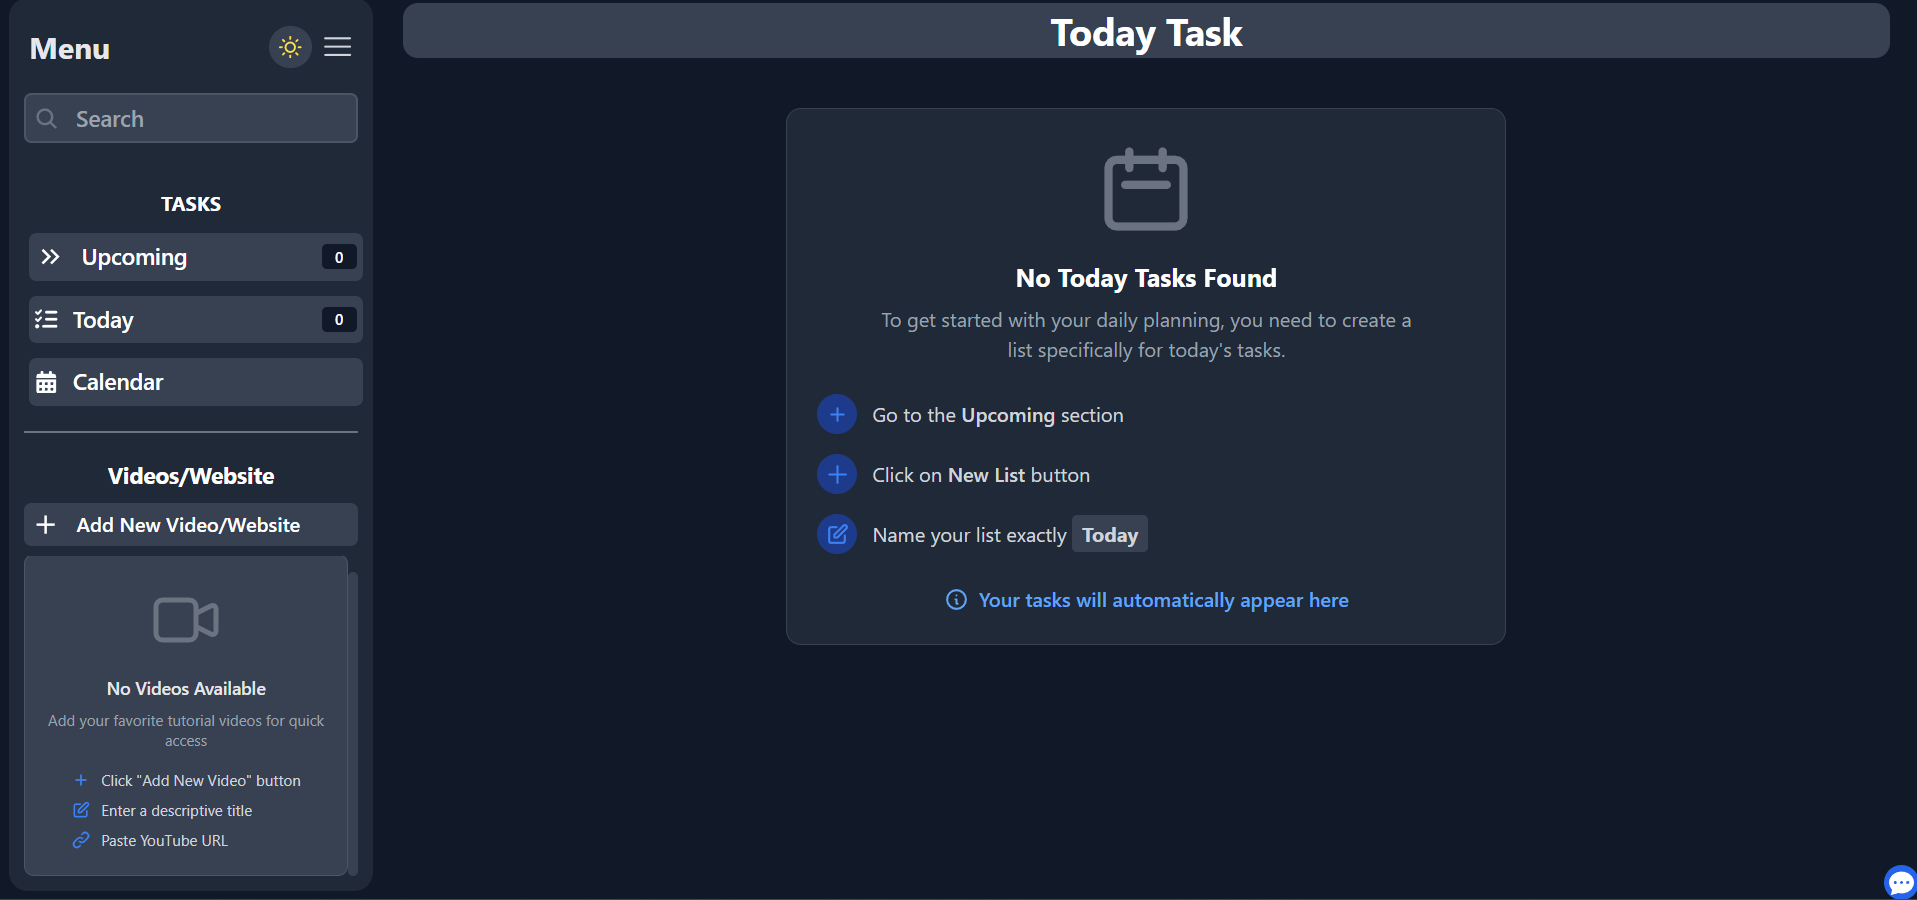 Menu
Search
TASKS
Upcoming 0
Today 0
Calendar
Videos/Website
Add New Video/Website
No Videos Available
Add your favorite tutorial videos for quick
access
Click "Add New Video" button
Enter a descriptive title
Paste YouTube URL
Today Task
No Today Tasks Found
To get started with your daily planning, you need to create a
list specifically for today's tasks.
Go to the Upcoming section
Click on New List button
Name your list exactly Today
Your tasks will automatically appear here